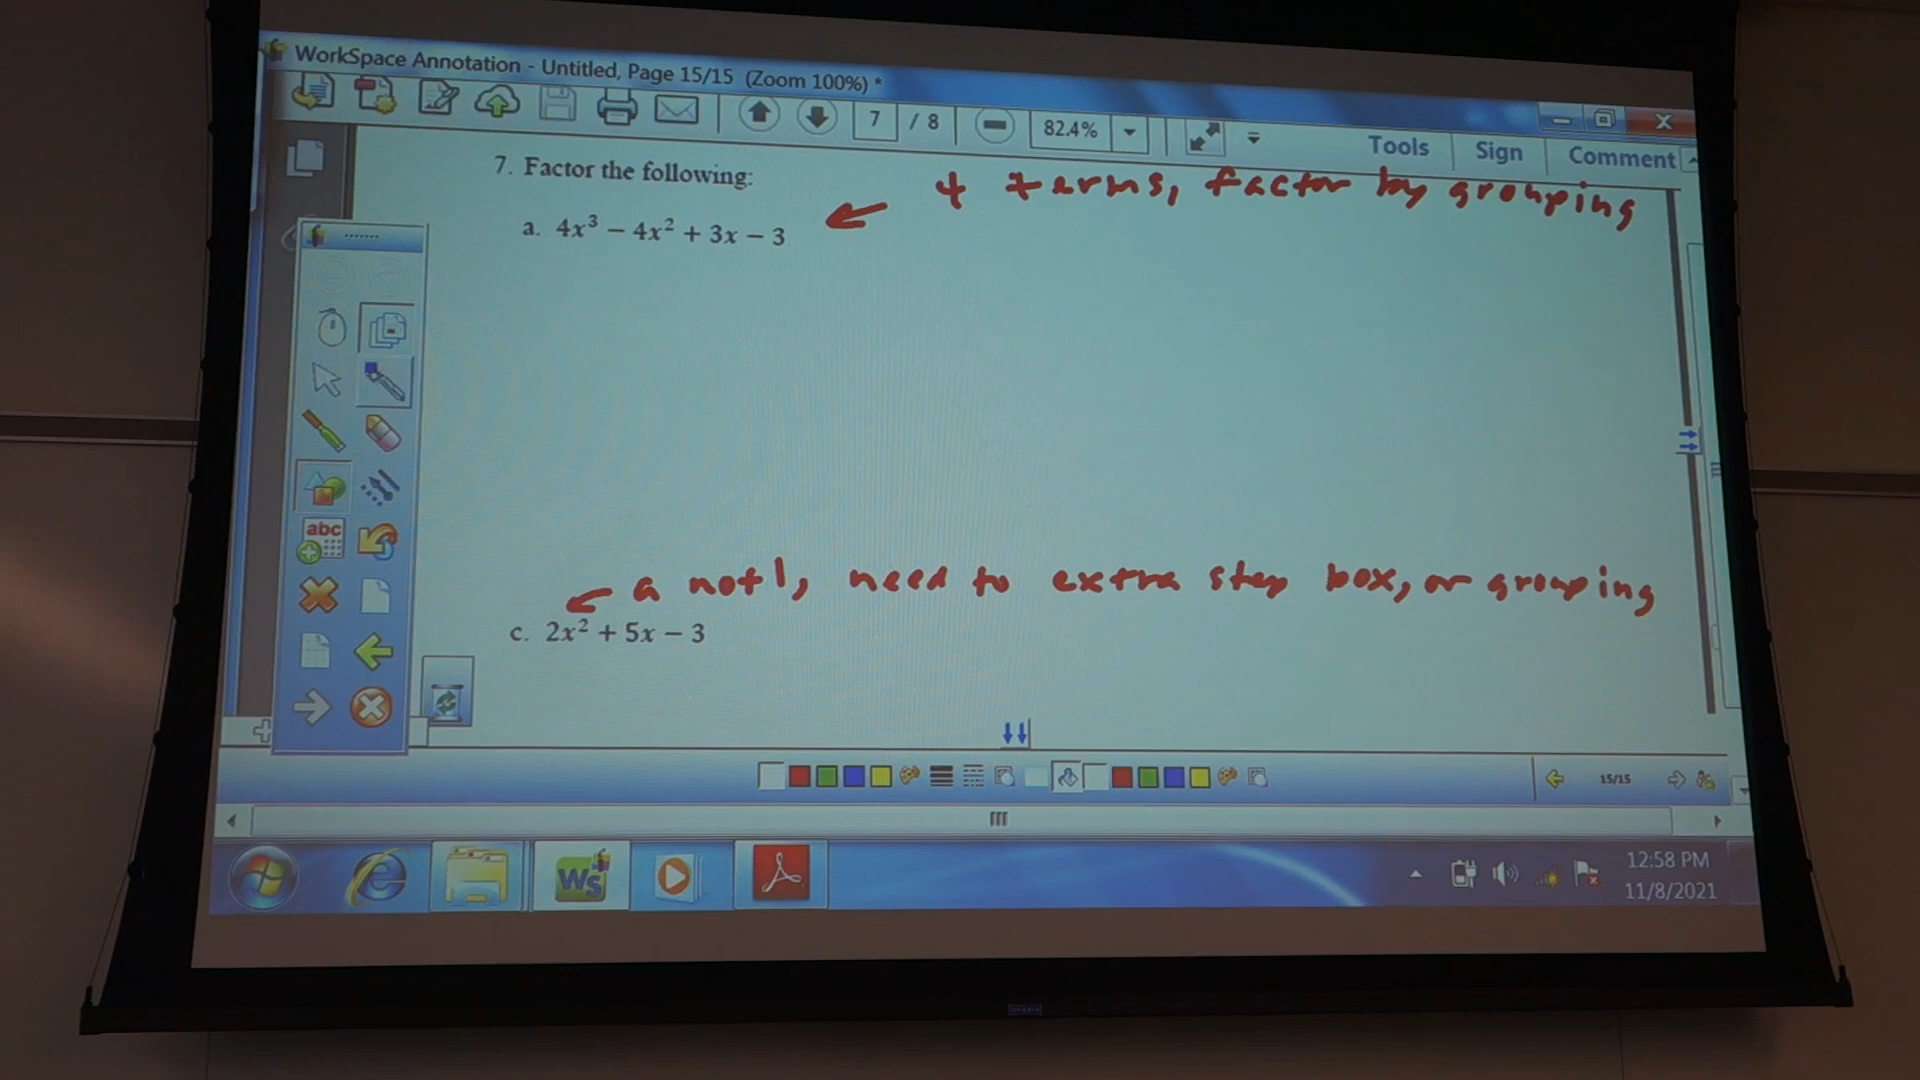 WorkSpace Annotation - Untitled, Page 15/15 (Zoom 100%) *
7 / 8 82.4% Tools Sign Comment
7. Factor the following:
4 terms, factor by grouping
a. 4x³ − 4x² + 3x − 3
abc
a not 1, need to extra step box, or grouping
c. 2x² + 5x − 3
15/15
WS
12:58 PM
11/8/2021